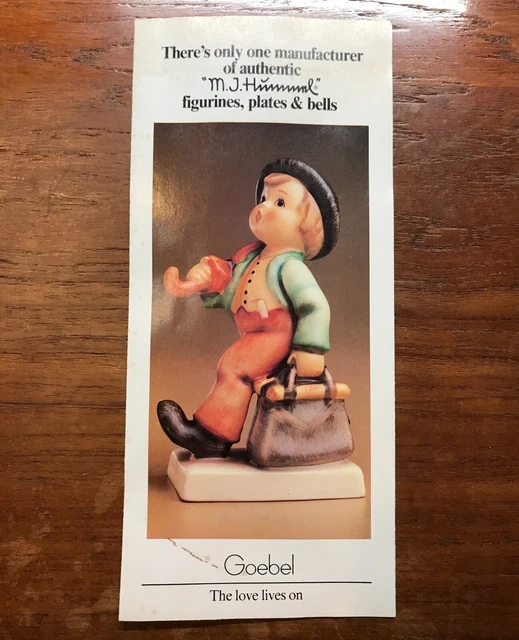 There's only one manufacturer
of authentic
"M.J.Hummel"
figurines, plates & bells
Goebel
The love lives on